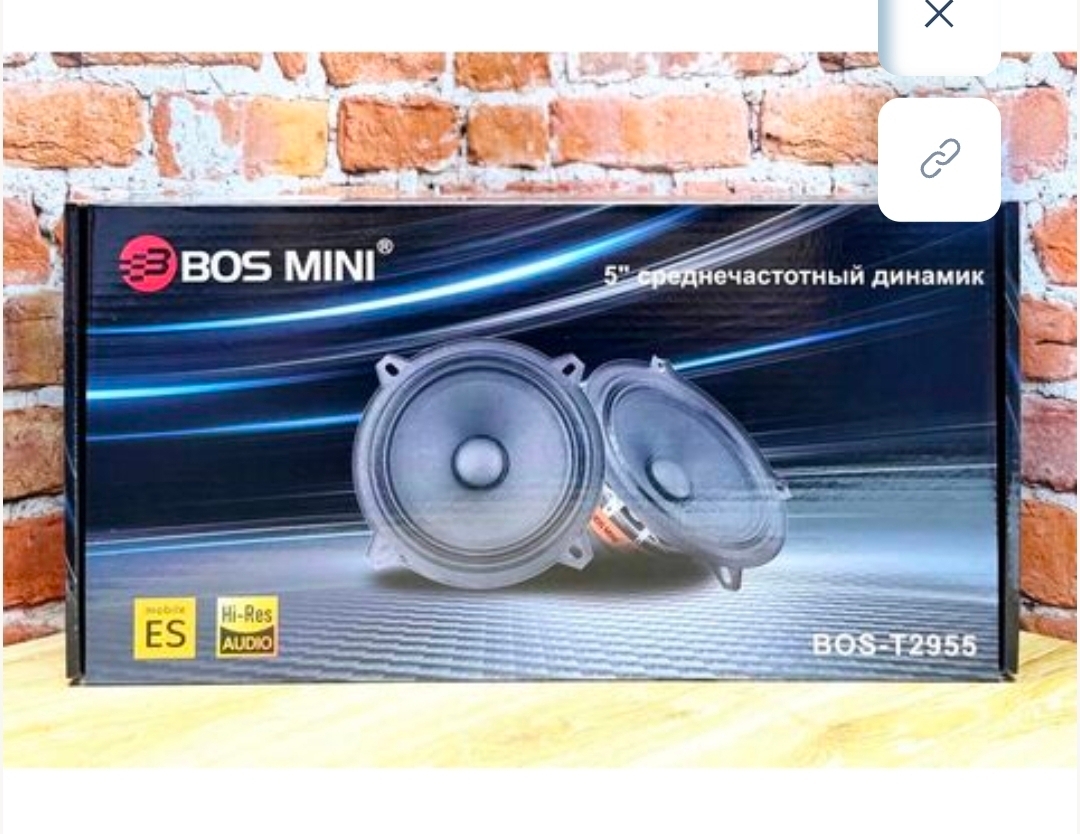 BOS MINI®
5" среднечастотный динамик
mobile
ES
Hi-Res
AUDIO
BOS-T2955